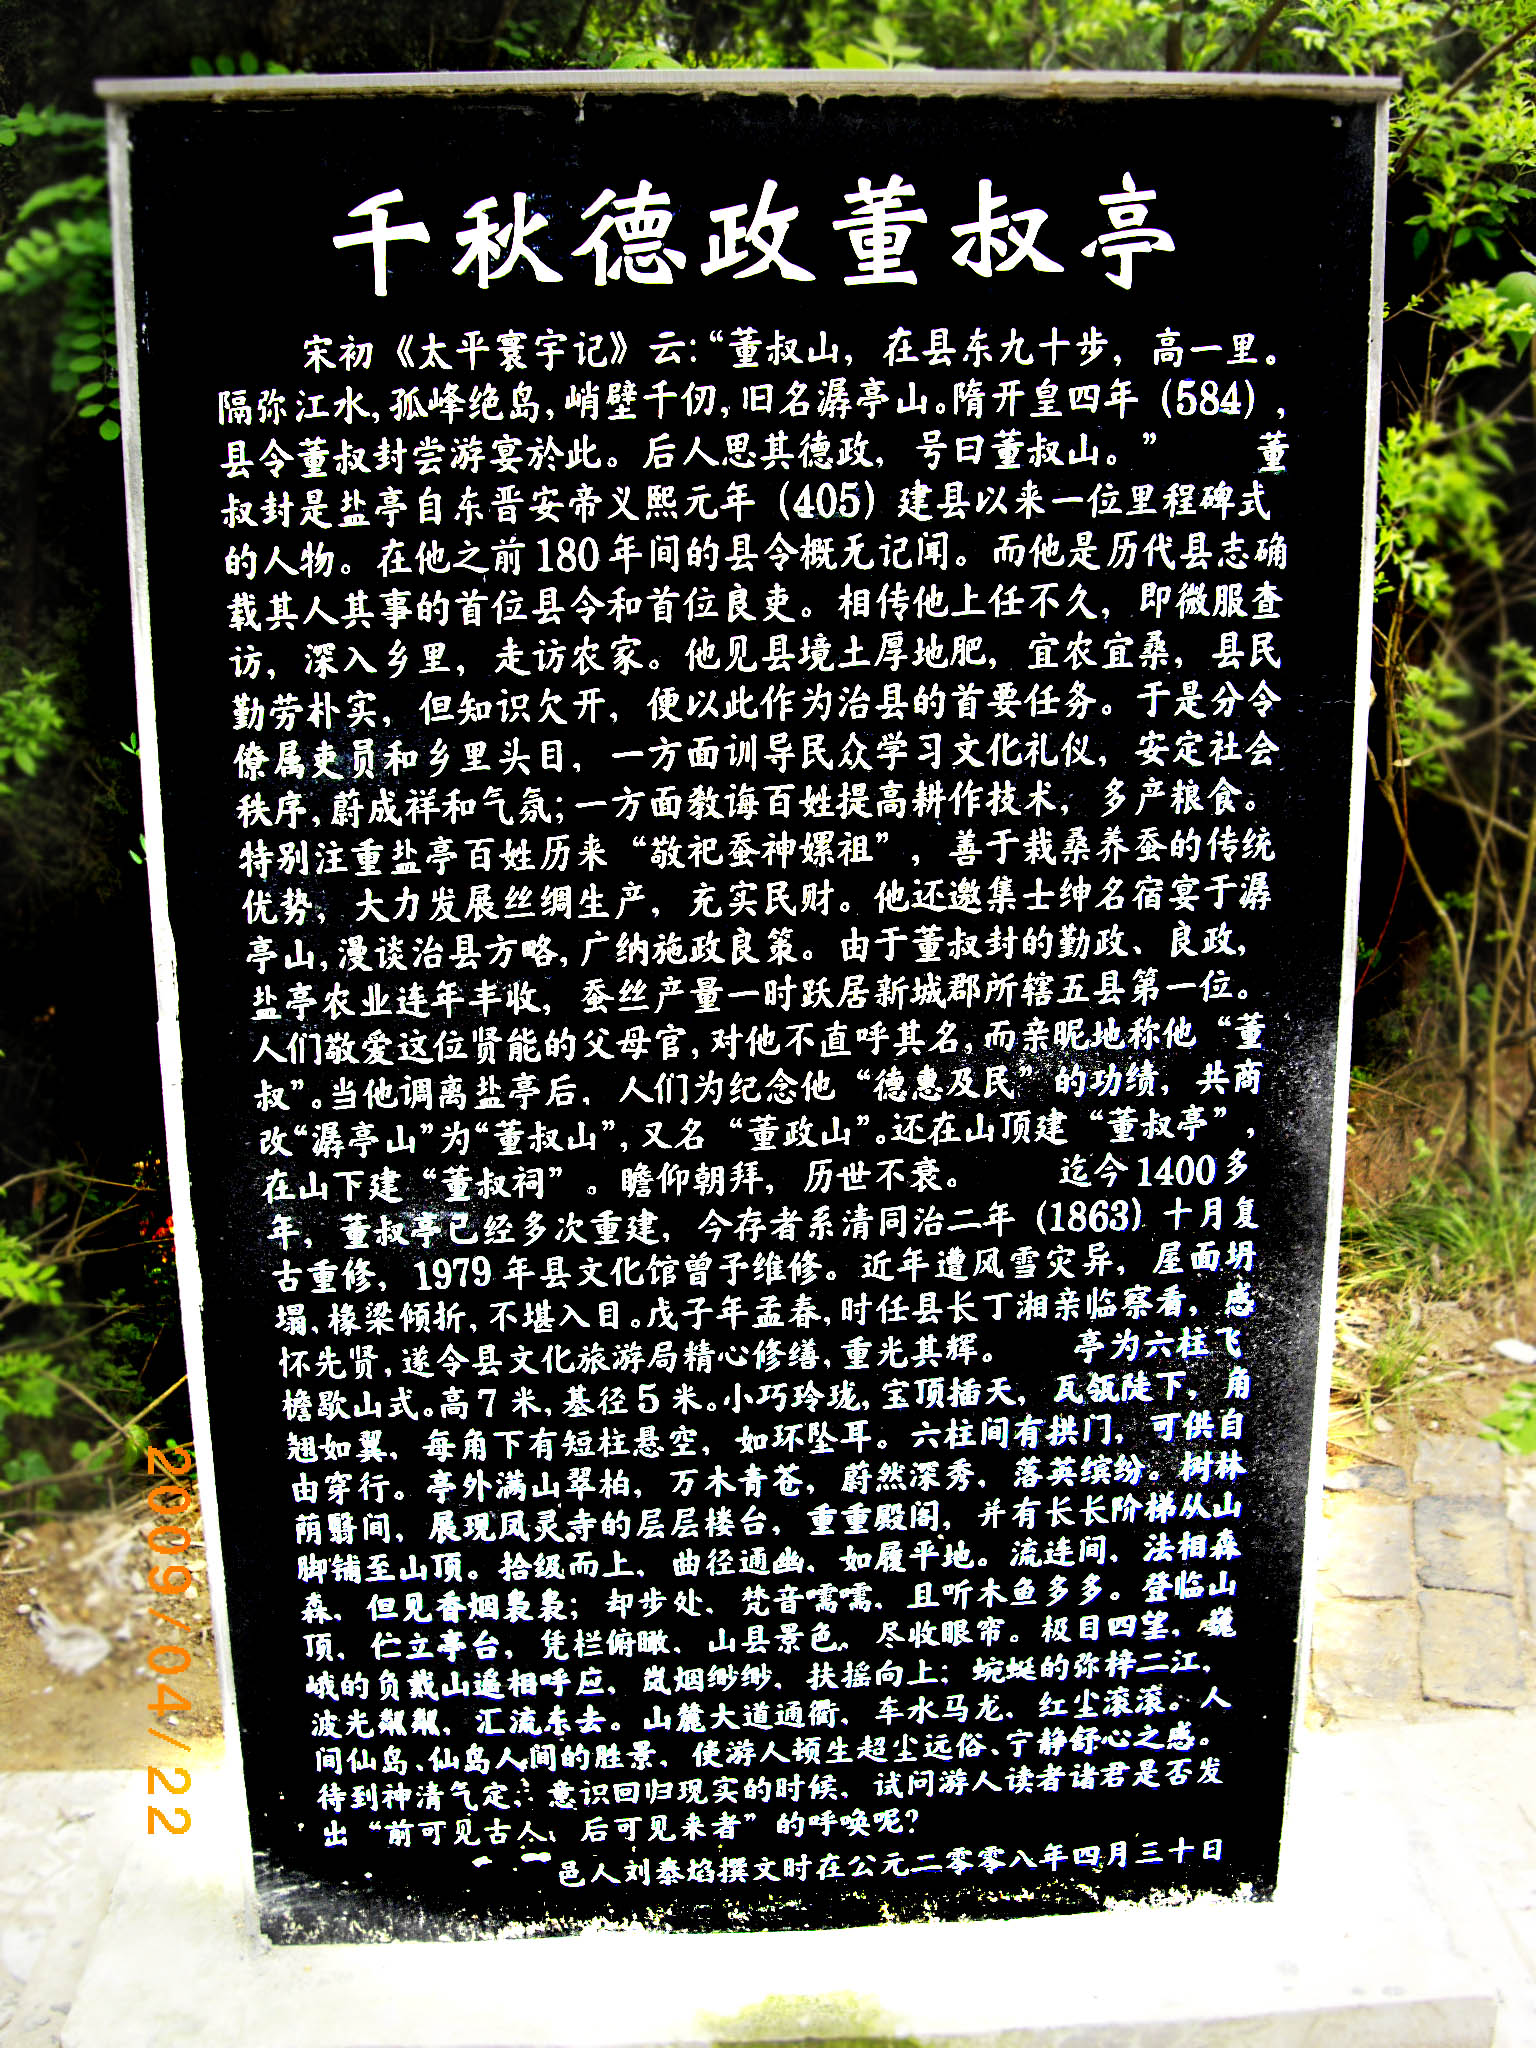 千秋德政董叔亭
宋初《太平寰宇记》云:“董叔山，在县东九十步，高一里。
隔弥江水,孤峰绝岛,峭壁千仞,旧名潺亭山。隋开皇四年（584），
县令董叔封尝游宴於此。后人思其德政，号曰董叔山。” 董
叔封是盐亭自东晋安帝义熙元年（405）建县以来一位里程碑式
的人物。在他之前180年间的县令概无记闻。而他是历代县志确
载其人其事的首位县令和首位良吏。相传他上任不久，即微服查
访，深入乡里，走访农家。他见县境土厚地肥，宜农宜桑，县民
勤劳朴实，但知识欠开，便以此作为治县的首要任务。于是分令
僚属吏员和乡里头目，一方面训导民众学习文化礼仪，安定社会
秩序,蔚成祥和气氛;一方面教诲百姓提高耕作技术，多产粮食。
特别注重盐亭百姓历来“敬祀蚕神嫘祖”，善于栽桑养蚕的传统
优势，大力发展丝绸生产，充实民财。他还邀集士绅名宿宴于潺
亭山,漫谈治县方略,广纳施政良策。由于董叔封的勤政、良政，
盐亭农业连年丰收，蚕丝产量一时跃居新城郡所辖五县第一位。
人们敬爱这位贤能的父母官,对他不直呼其名,而亲昵地称他“董
叔”。当他调离盐亭后，人们为纪念他“德惠及民”的功绩，共商
改“潺亭山”为“董叔山”,又名“董政山”。还在山顶建“董叔亭”，
在山下建“董叔祠”。瞻仰朝拜，历世不衰。 迄今1400多
年，董叔亭已经多次重建，今存者系清同治二年（1863）十月复
古重修，1979年县文化馆曾予维修。近年遭风雪灾异，屋面坍
塌,椽梁倾折,不堪入目。戊子年孟春,时任县长丁湘亲临察看，感
怀先贤,遂令县文化旅游局精心修缮,重光其辉。 亭为六柱飞
檐歇山式。高7米,基径5米。小巧玲珑,宝顶插天，瓦瓴陡下，角
翘如翼，每角下有短柱悬空，如环坠耳。六柱间有拱门，可供自
由穿行。亭外满山翠柏，万木青苍，蔚然深秀，落英缤纷。树林
荫翳间，展现凤灵寺的层层楼台，重重殿阁，并有长长阶梯从山
脚铺至山顶。拾级而上，曲径通幽，如履平地。流连间，法相森
森，但见香烟袅袅；却步处，梵音嚅嚅，且听木鱼多多。登临山
顶，伫立亭台，凭栏俯瞰，山县景色，尽收眼帘。极目四望，巍
峨的负戴山遥相呼应，岚烟缈缈，扶摇向上；蜿蜒的弥梓二江，
波光粼粼，汇流东去。山麓大道通衢，车水马龙，红尘滚滚。人
间仙岛、仙岛人间的胜景，使游人顿生超尘远俗、宁静舒心之感。
待到神清气定，意识回归现实的时候，试问游人读者诸君是否发
出“前可见古人，后可见来者”的呼唤呢?
邑人刘泰焰撰文时在公元二零零八年四月三十日
2009/04/22